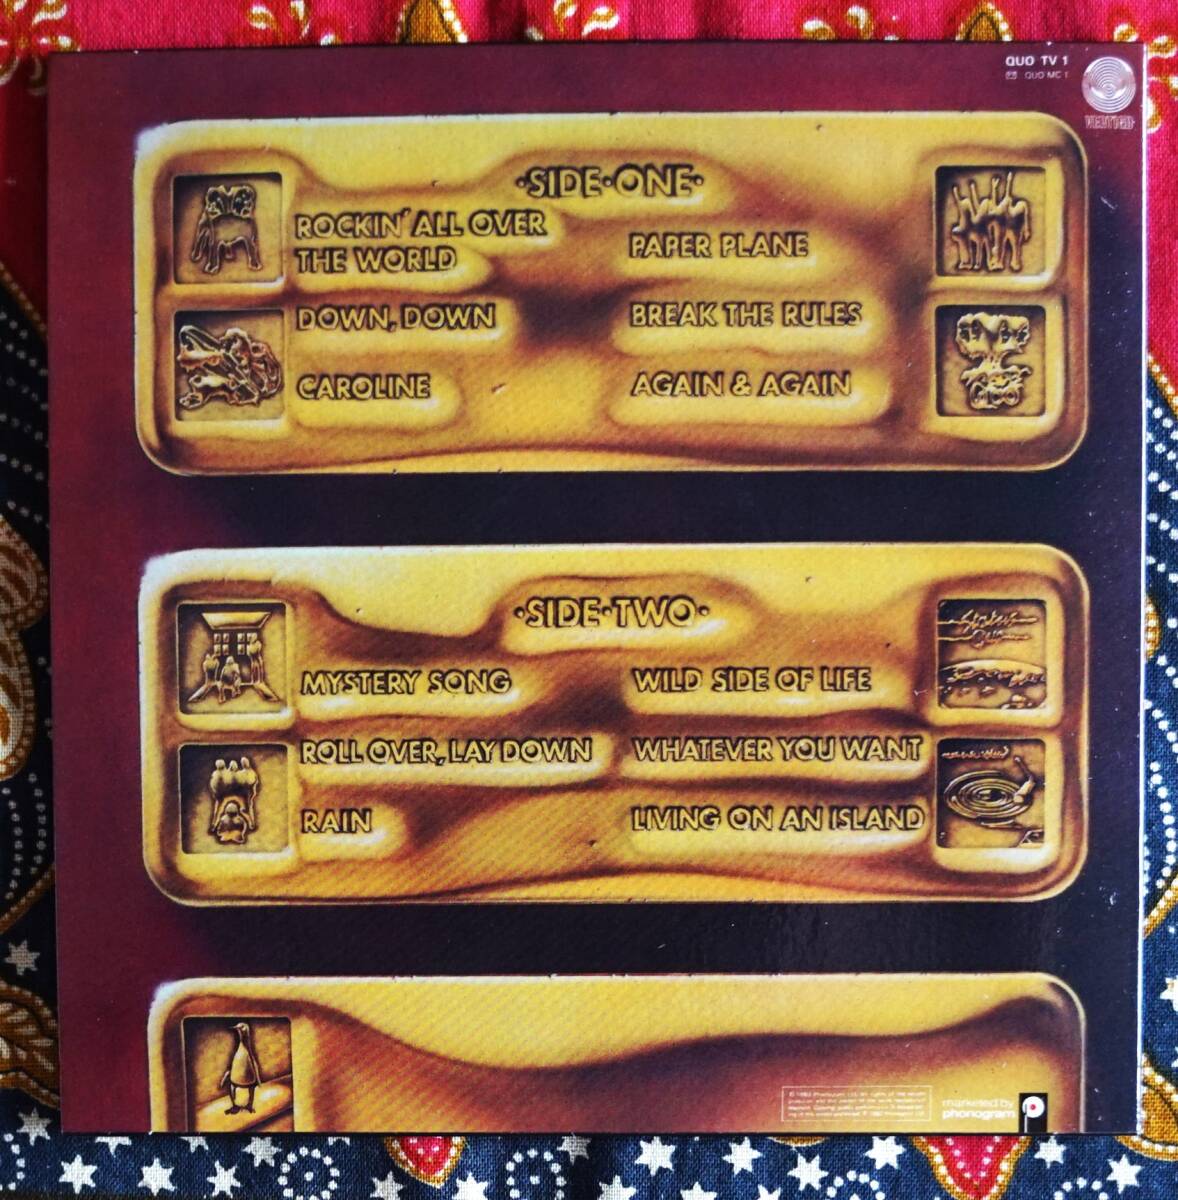 QUO TV 1
QUO MC 1
VERTIGO
·SIDE·ONE·
ROCKIN' ALL OVER
THE WORLD
DOWN, DOWN
CAROLINE
PAPER PLANE
BREAK THE RULES
AGAIN & AGAIN
·SIDE·TWO·
MYSTERY SONG
ROLL OVER, LAY DOWN
RAIN
WILD SIDE OF LIFE
WHATEVER YOU WANT
LIVING ON AN ISLAND
marketed by
phonogram